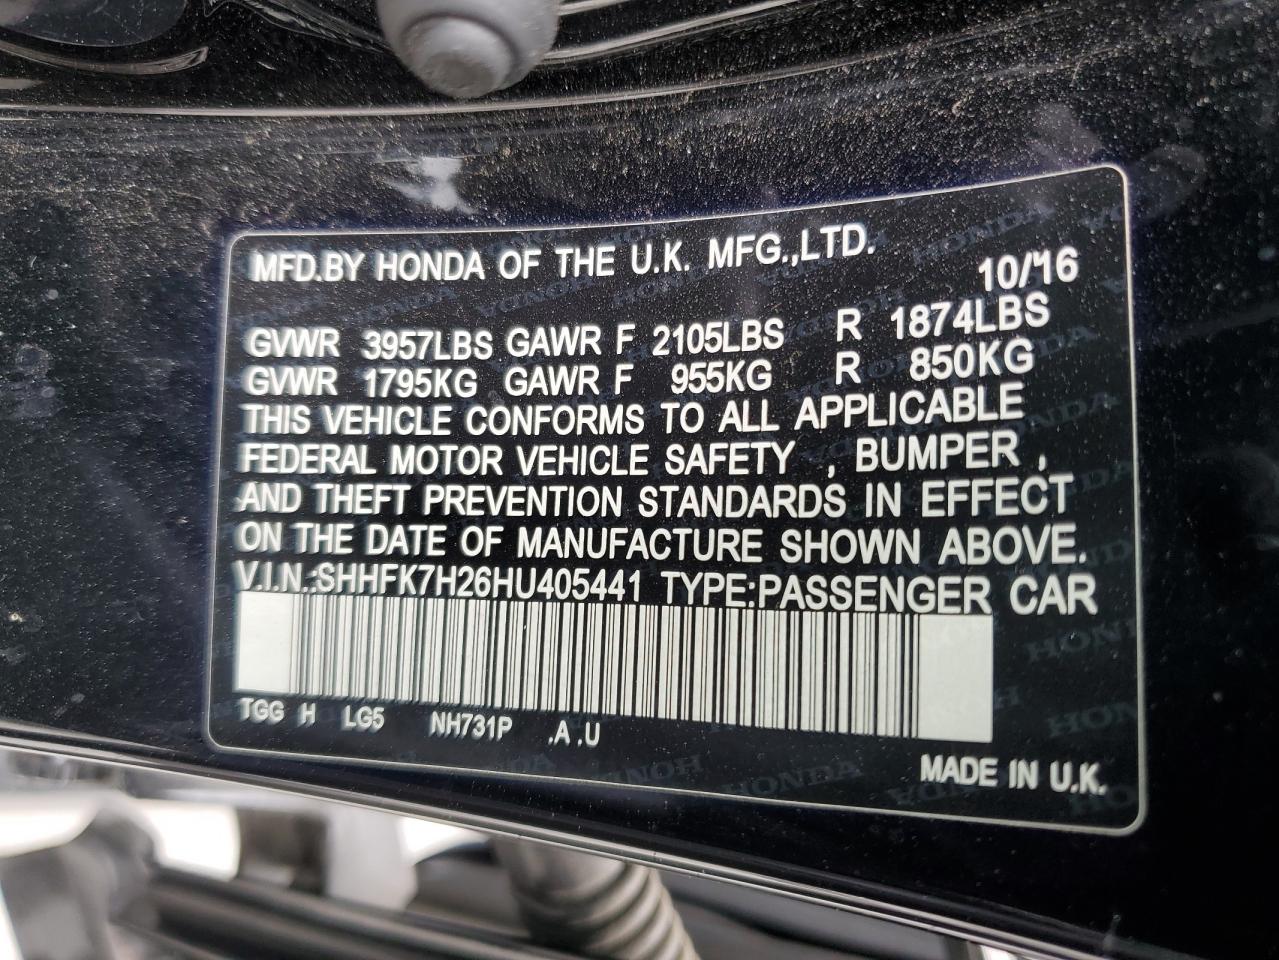 MFD.BY HONDA OF THE U.K. MFG.,LTD.
10/16
GVWR 3957LBS GAWR F 2105LBS R 1874LBS
GVWR 1795KG GAWR F 955KG R 850KG
THIS VEHICLE CONFORMS TO ALL APPLICABLE
FEDERAL MOTOR VEHICLE SAFETY , BUMPER ,
AND THEFT PREVENTION STANDARDS IN EFFECT
ON THE DATE OF MANUFACTURE SHOWN ABOVE.
V.I.N.:SHHFK7H26HU405441 TYPE:PASSENGER CAR
TGG H LG5 NH731P .A .U
MADE IN U.K.